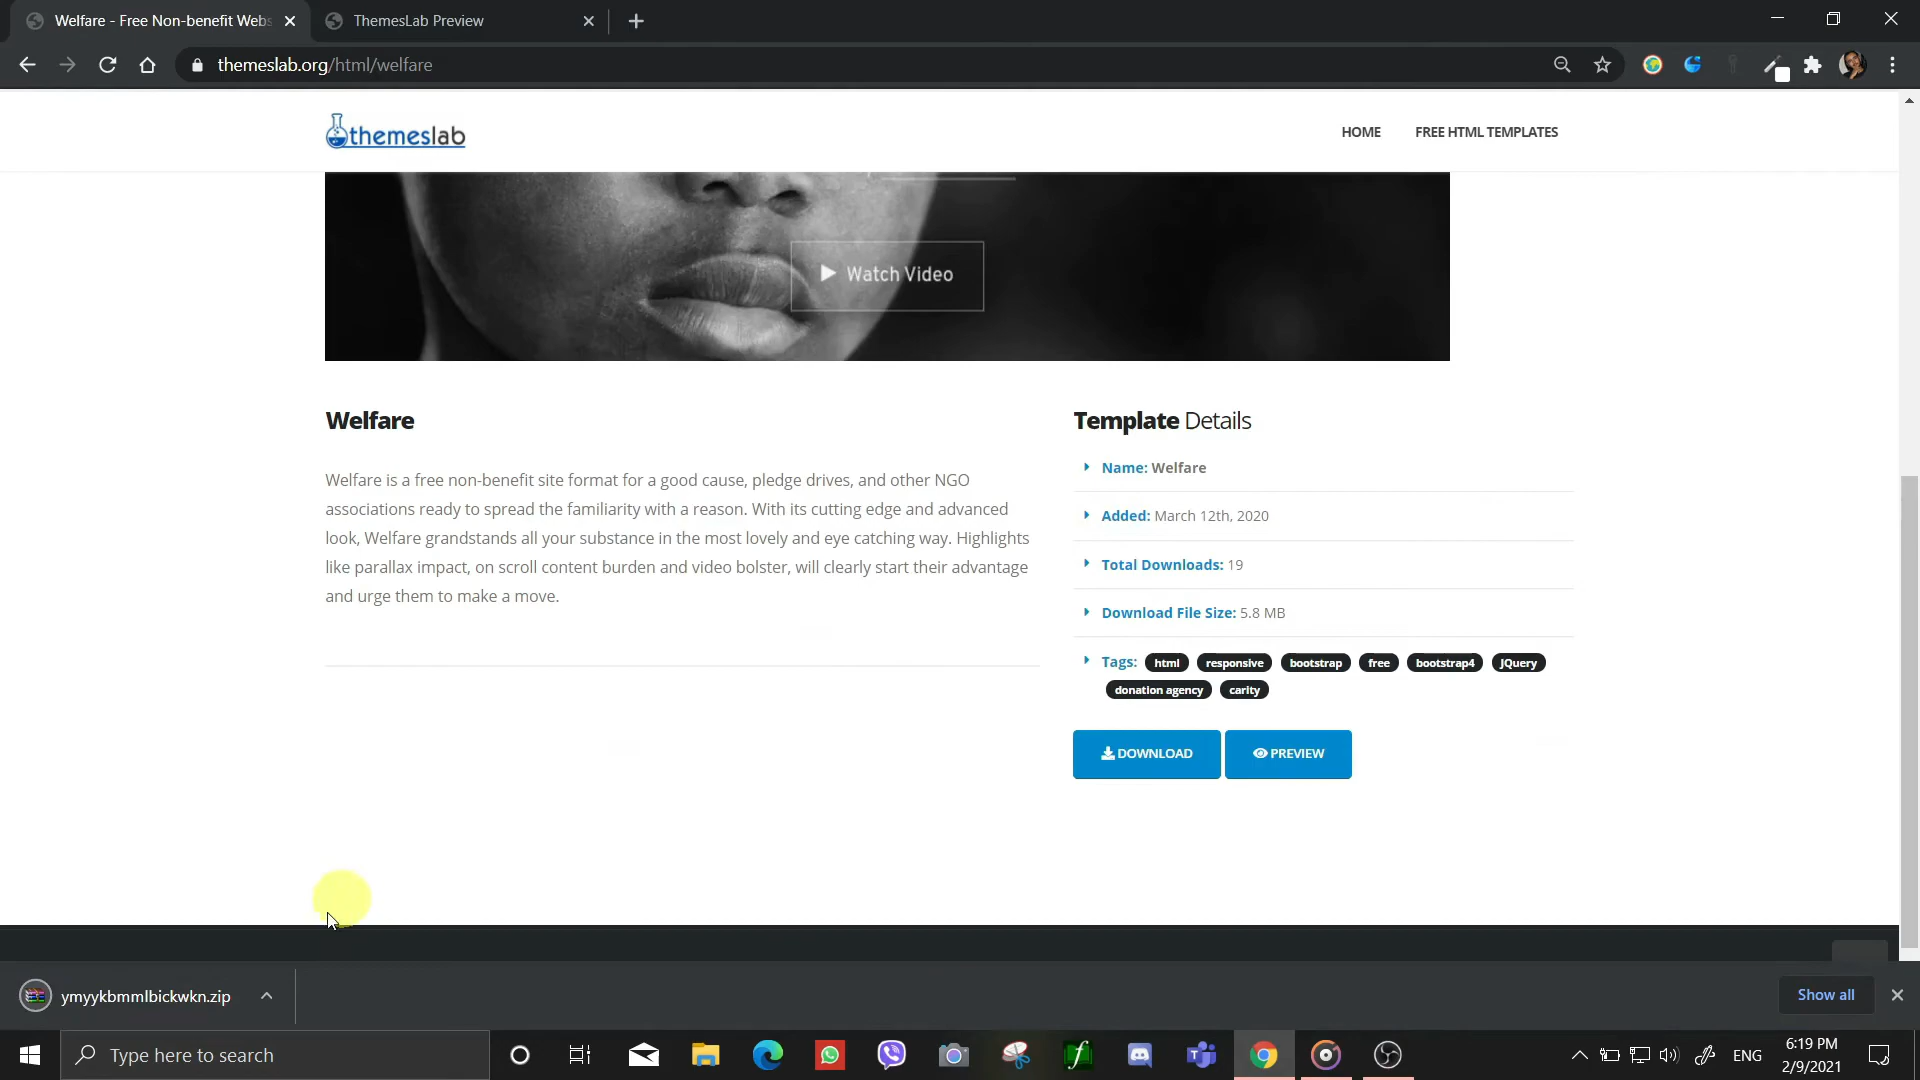 Welfare - Free Non-benefit Webs
ThemesLab Preview
themeslab.org/html/welfare
themeslab
HOME
FREE HTML TEMPLATES
Watch Video
Welfare
Welfare is a free non-benefit site format for a good cause, pledge drives, and other NGO
associations ready to spread the familiarity with a reason. With its cutting edge and advanced
look, Welfare grandstands all your substance in the most lovely and eye catching way. Highlights
like parallax impact, on scroll content burden and video bolster, will clearly start their advantage
and urge them to make a move.
Template Details
Name: Welfare
Added: March 12th, 2020
Total Downloads: 19
Download File Size: 5.8 MB
Tags: html responsive bootstrap free bootstrap4 JQuery
donation agency carity
DOWNLOAD
PREVIEW
ymyykbmmlbickwkn.zip
Show all
Type here to search
ENG
6:19 PM
2/9/2021